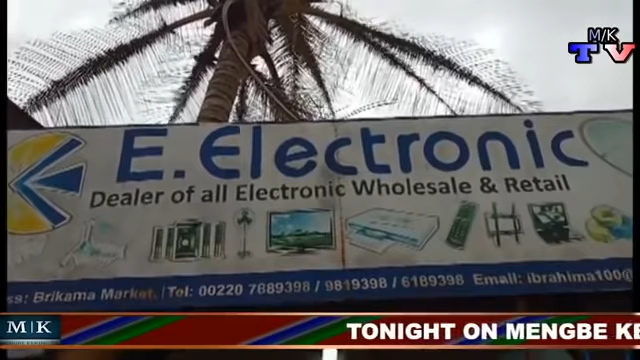 M/K
TV
E.Electronic
Dealer of all Electronic Wholesale & Retail
Brikama Market. Tel: 00220 7689398 / 9819398 / 6189398 Email: ibrahima100@
M|K
TONIGHT ON MENGBE KE